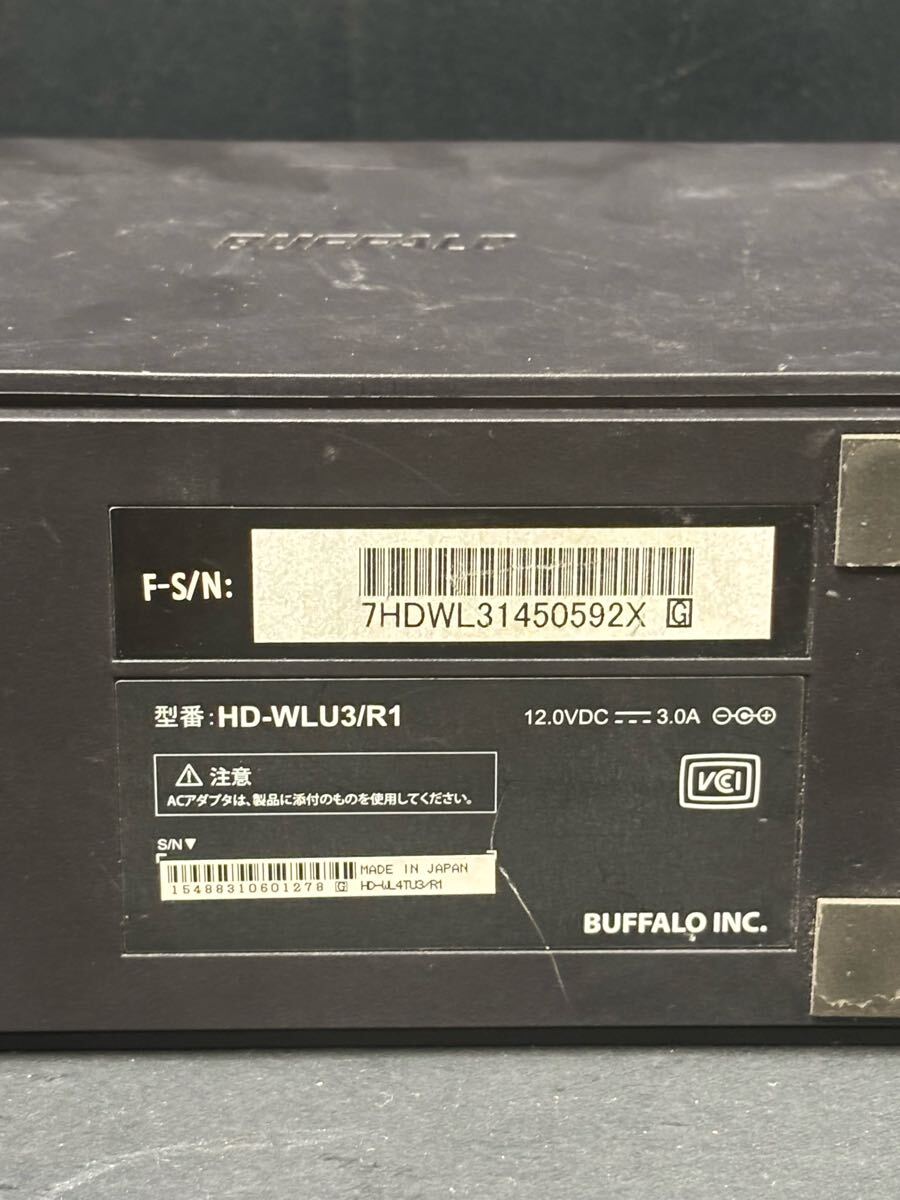 BUFFALO
F-S/N:
7HDWL31450592X G
型番:HD-WLU3/R1
12.0VDC 3.0A
⚠ 注意
ACアダプタは、製品に添付のものを使用してください。
VCCI
S/N▼
MADE IN JAPAN
15488310601278 G HD-WL4TU3/R1
BUFFALO INC.